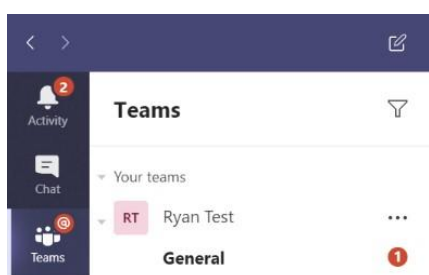 2
Activity
Teams
Chat
Your teams
@
RT Ryan Test ...
Teams
General 1